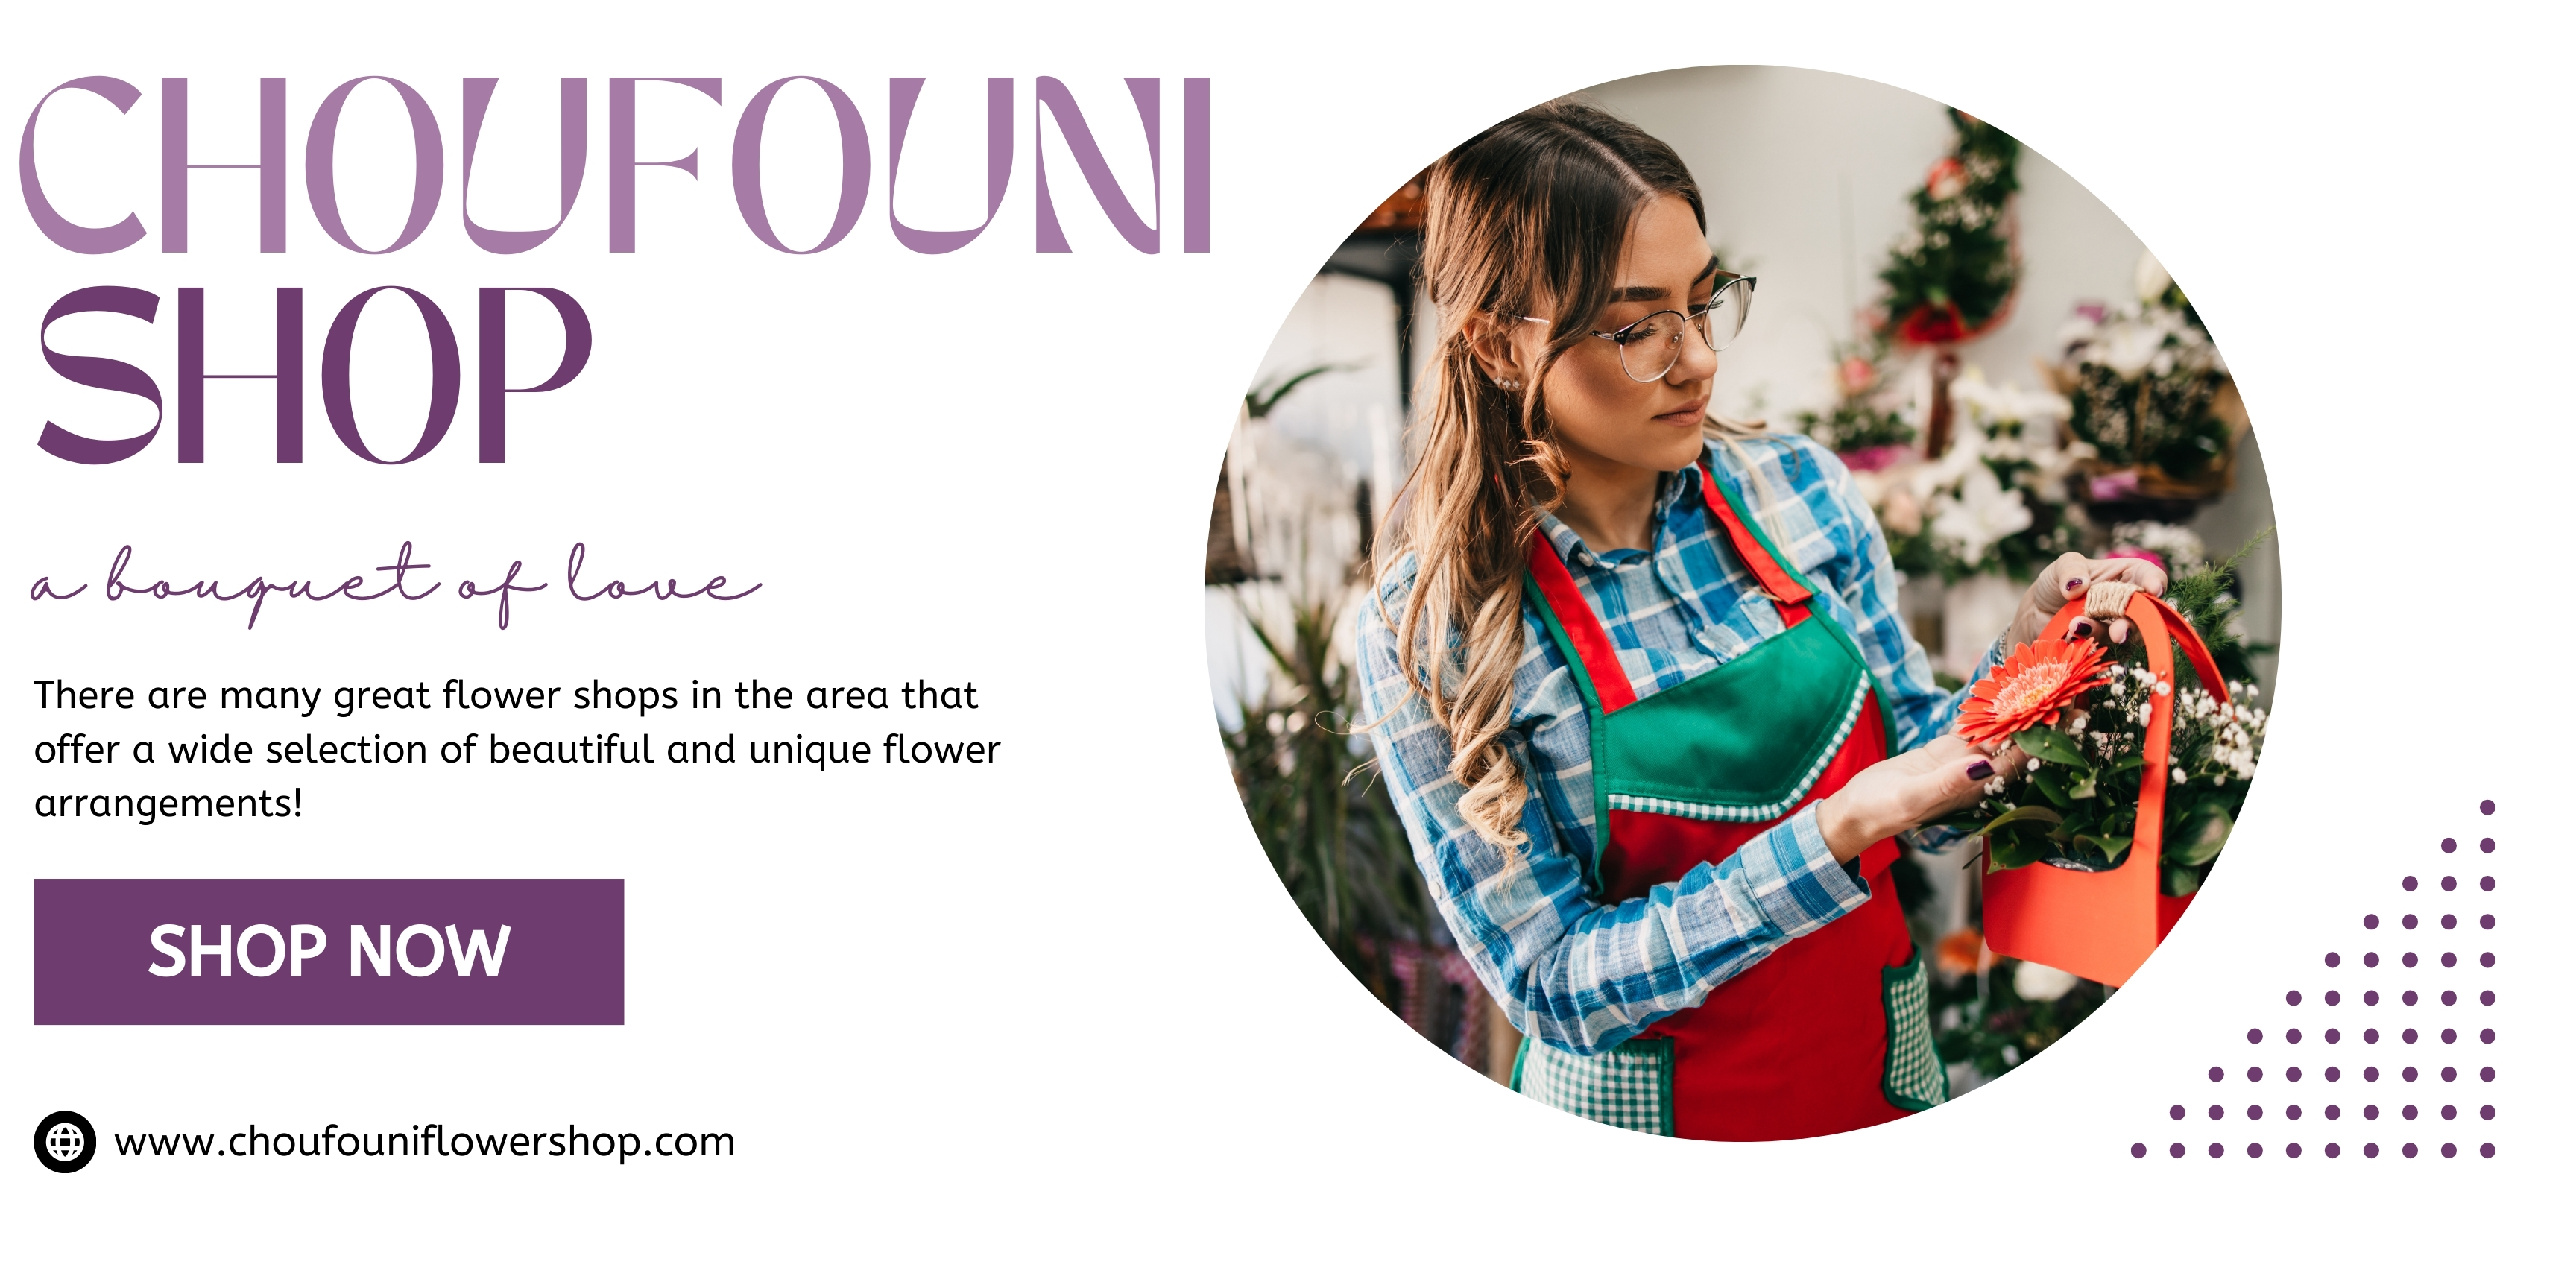 CHOUFOUNI
SHOP
a bouquet of love
There are many great flower shops in the area that
offer a wide selection of beautiful and unique flower
arrangements!
SHOP NOW
www.choufouniflowershop.com